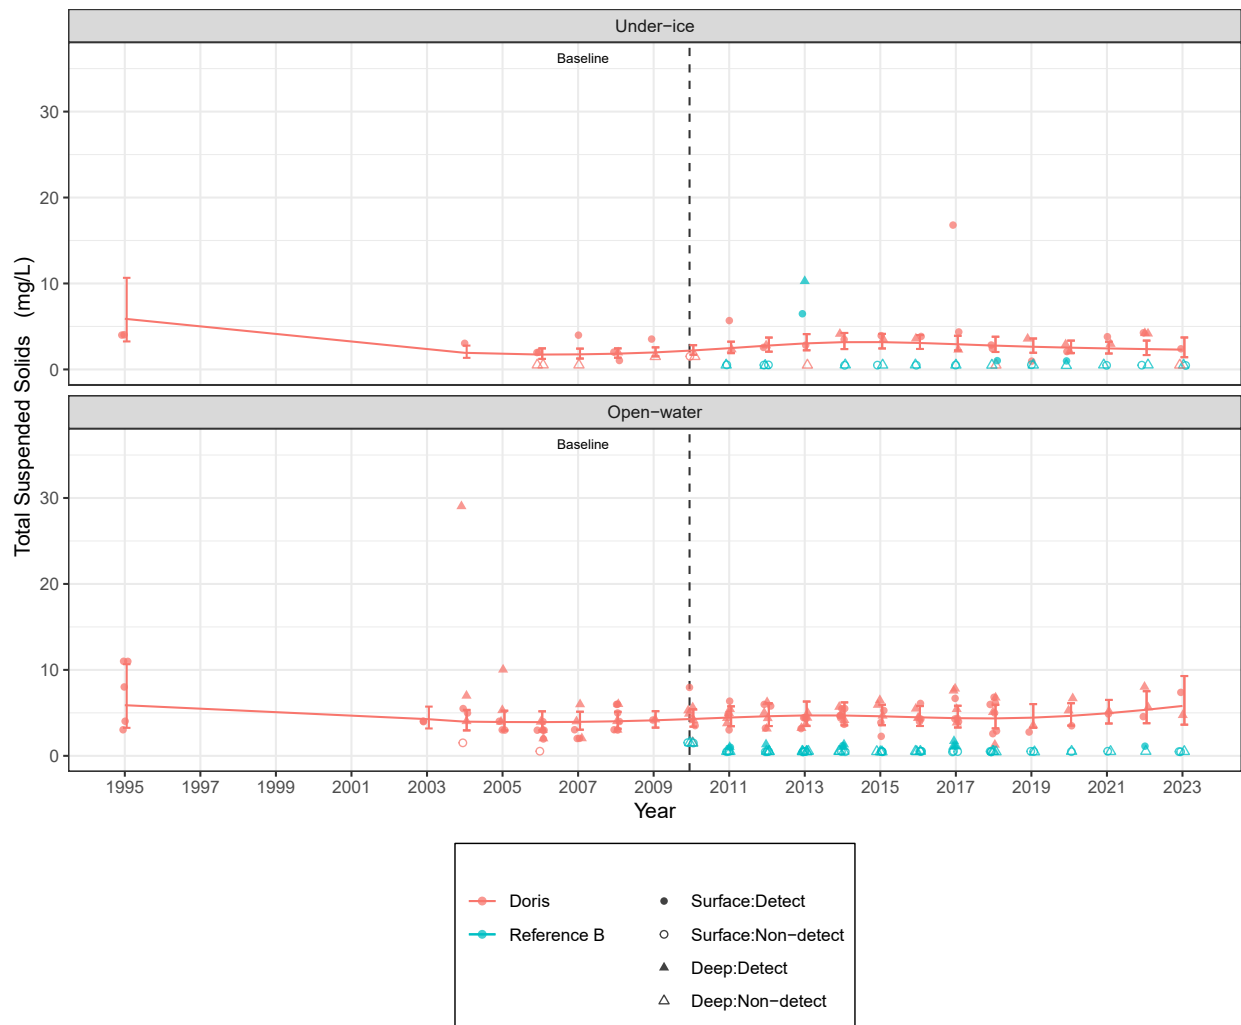 Under−ice
Baseline
30
20
10
0
Open−water
Baseline
30
20
10
0
Total Suspended Solids (mg/L)
1995 1997 1999 2001 2003 2005 2007 2009 2011 2013 2015 2017 2019 2021 2023
Year
Doris
Reference B
Surface:Detect
Surface:Non−detect
Deep:Detect
Deep:Non−detect